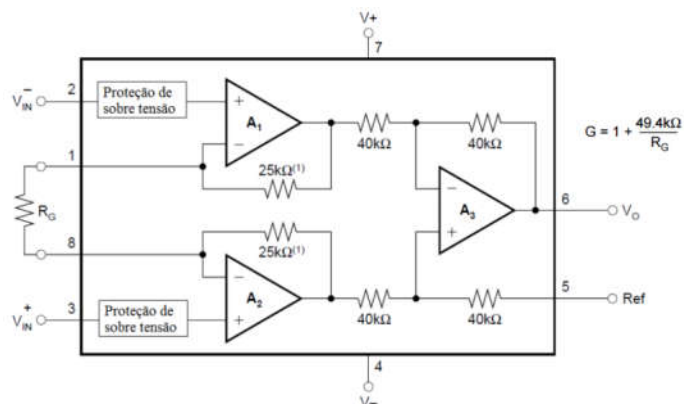 V+
7
V⁻IN
2
Proteção de
sobre tensão
+
A₁
−
1
25kΩ⁽¹⁾
40kΩ
40kΩ
G = 1 + 49.4kΩ / RG
RG
−
A₃
+
6
VO
8
25kΩ⁽¹⁾
−
A₂
+
5
Ref
V⁺IN
3
Proteção de
sobre tensão
40kΩ
40kΩ
4
V−